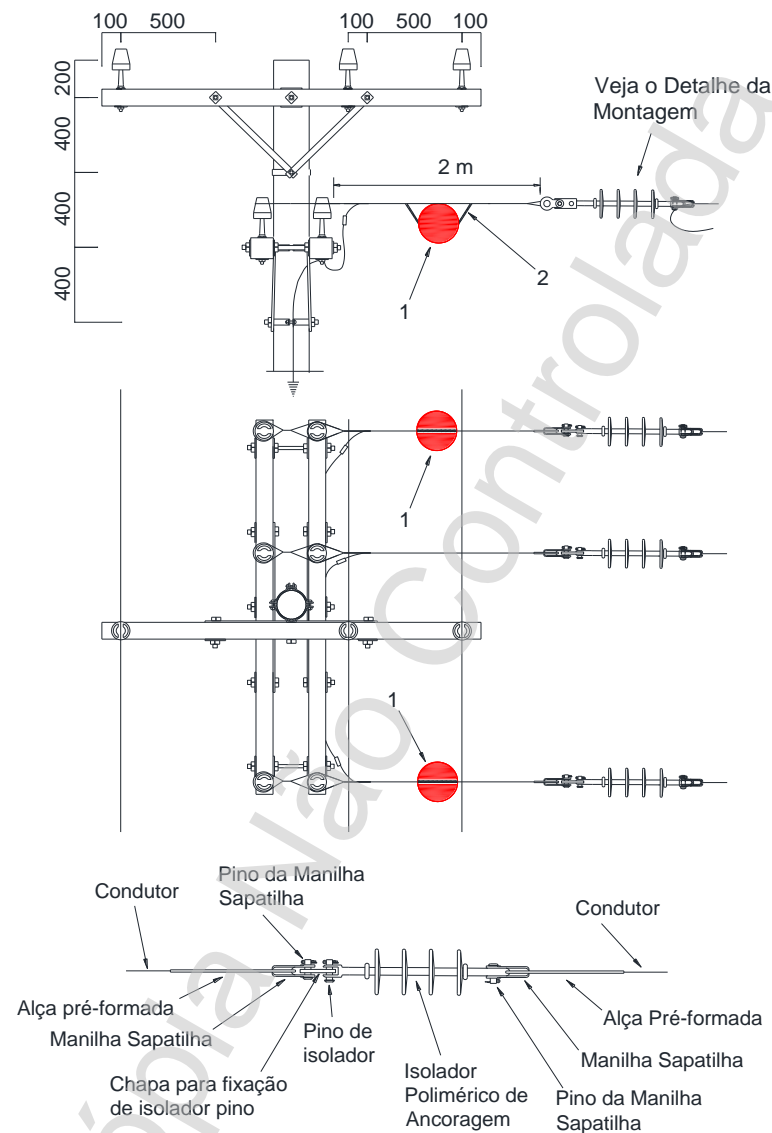 100 500 500 100
100
200
400
400
400
Veja o Detalhe da
Montagem
2 m
1
2
1
1
Pino da Manilha
Sapatilha
Condutor
Condutor
Alça pré-formada
Manilha Sapatilha
Pino de
isolador
Chapa para fixação
de isolador pino
Isolador
Polimérico de
Ancoragem
Alça Pré-formada
Manilha Sapatilha
Pino da Manilha
Sapatilha
Cópia Não Controlada